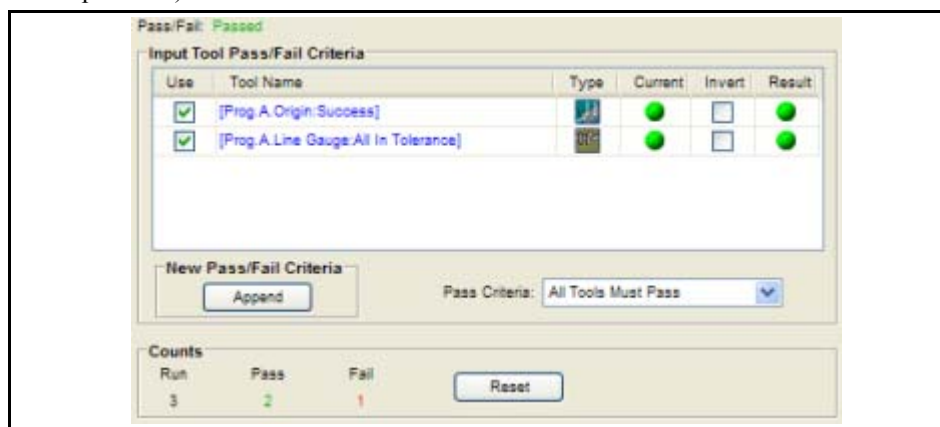 Pass/Fail: Passed
Input Tool Pass/Fail Criteria
Use Tool Name Type Current Invert Result
[Prog.A.Origin:Success]
[Prog.A.Line Gauge:All In Tolerance]
New Pass/Fail Criteria
Append
Pass Criteria: All Tools Must Pass
Counts
Run Pass Fail
3 2 1
Reset